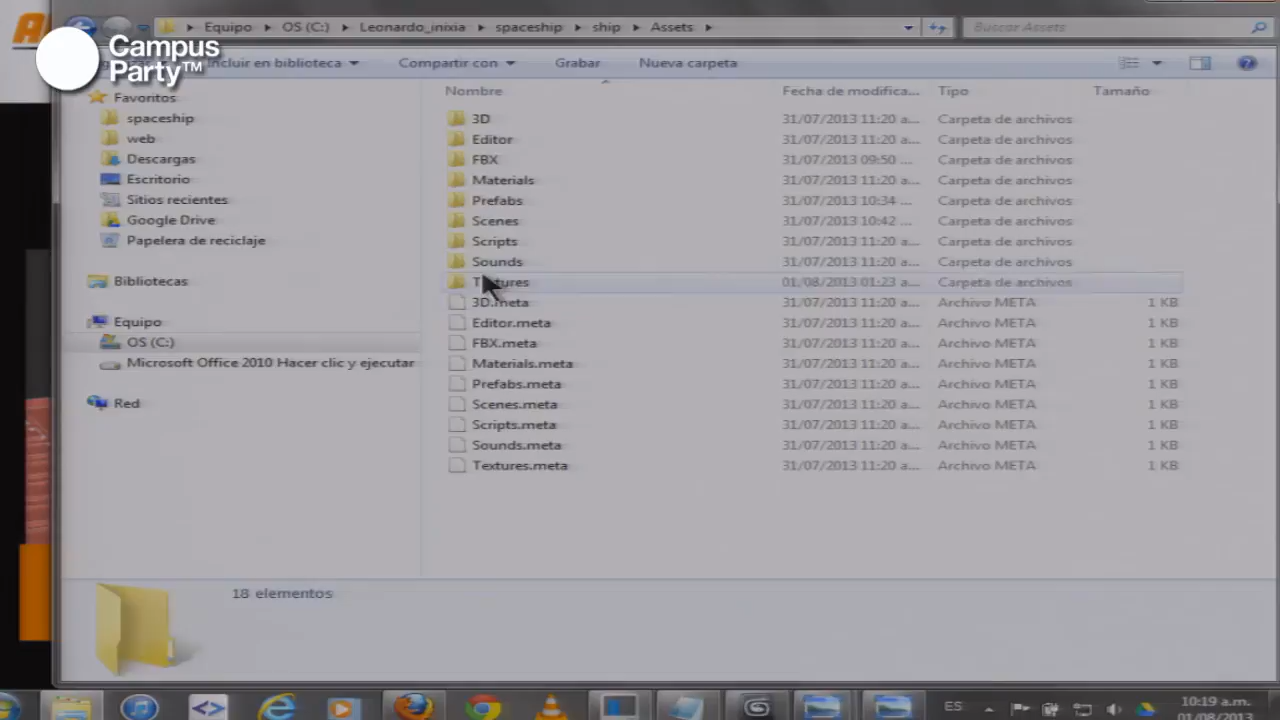 Equipo OS (C:) Leonardo_inixia spaceship ship Assets
Buscar Assets
Campus
Party™
Incluir en biblioteca Compartir con Grabar Nueva carpeta
Favoritos
spaceship
web
Descargas
Escritorio
Sitios recientes
Google Drive
Papelera de reciclaje
Bibliotecas
Equipo
OS (C:)
Microsoft Office 2010 Hacer clic y ejecutar
Red
Nombre Fecha de modifica... Tipo Tamaño
3D 31/07/2013 11:20 a... Carpeta de archivos
Editor 31/07/2013 11:20 a... Carpeta de archivos
FBX 31/07/2013 09:50 ... Carpeta de archivos
Materials 31/07/2013 11:20 a... Carpeta de archivos
Prefabs 31/07/2013 10:34 ... Carpeta de archivos
Scenes 31/07/2013 10:42 ... Carpeta de archivos
Scripts 31/07/2013 11:20 a... Carpeta de archivos
Sounds 31/07/2013 11:20 a... Carpeta de archivos
Textures 01/08/2013 01:23 a... Carpeta de archivos
3D.meta 31/07/2013 11:20 a... Archivo META 1 KB
Editor.meta 31/07/2013 11:20 a... Archivo META 1 KB
FBX.meta 31/07/2013 11:20 a... Archivo META 1 KB
Materials.meta 31/07/2013 11:20 a... Archivo META 1 KB
Prefabs.meta 31/07/2013 11:20 a... Archivo META 1 KB
Scenes.meta 31/07/2013 11:20 a... Archivo META 1 KB
Scripts.meta 31/07/2013 11:20 a... Archivo META 1 KB
Sounds.meta 31/07/2013 11:20 a... Archivo META 1 KB
Textures.meta 31/07/2013 11:20 a... Archivo META 1 KB
18 elementos
ES
10:19 a.m.
01/08/2013